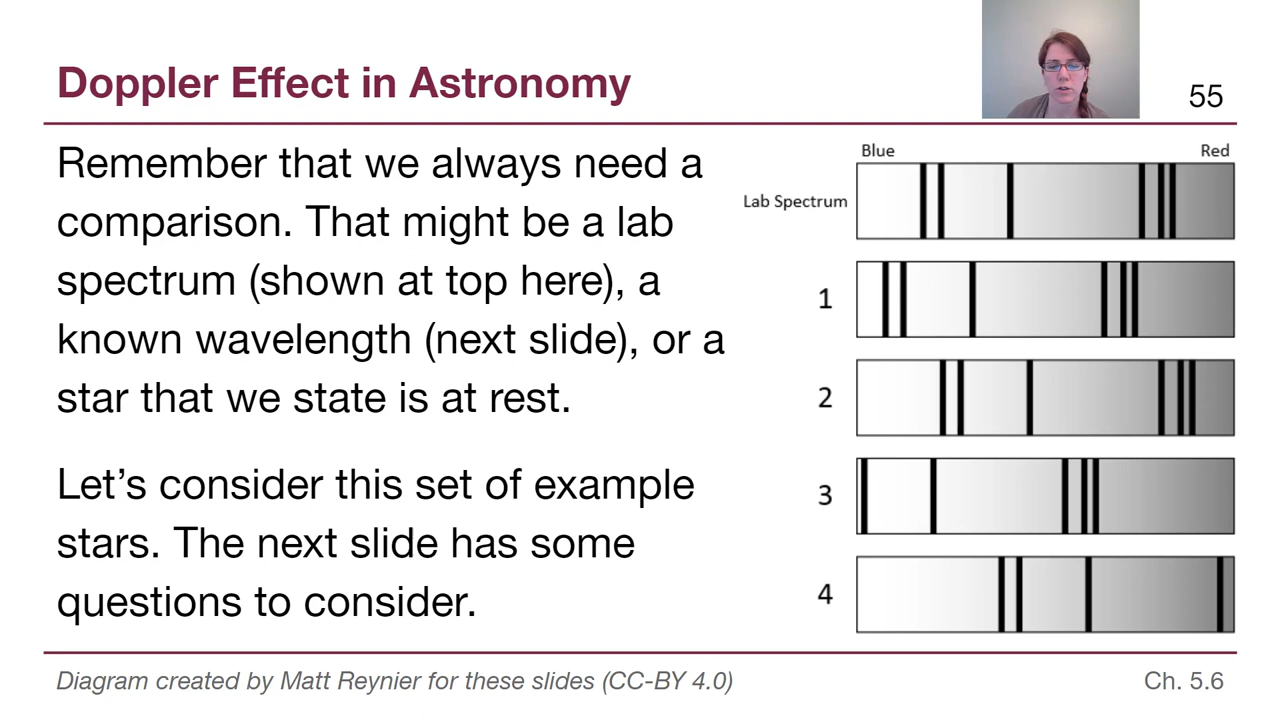 Doppler Effect in Astronomy
55
Remember that we always need a
comparison. That might be a lab
spectrum (shown at top here), a
known wavelength (next slide), or a
star that we state is at rest.
Let’s consider this set of example
stars. The next slide has some
questions to consider.
Blue Red
Lab Spectrum
1
2
3
4
Diagram created by Matt Reynier for these slides (CC-BY 4.0)
Ch. 5.6